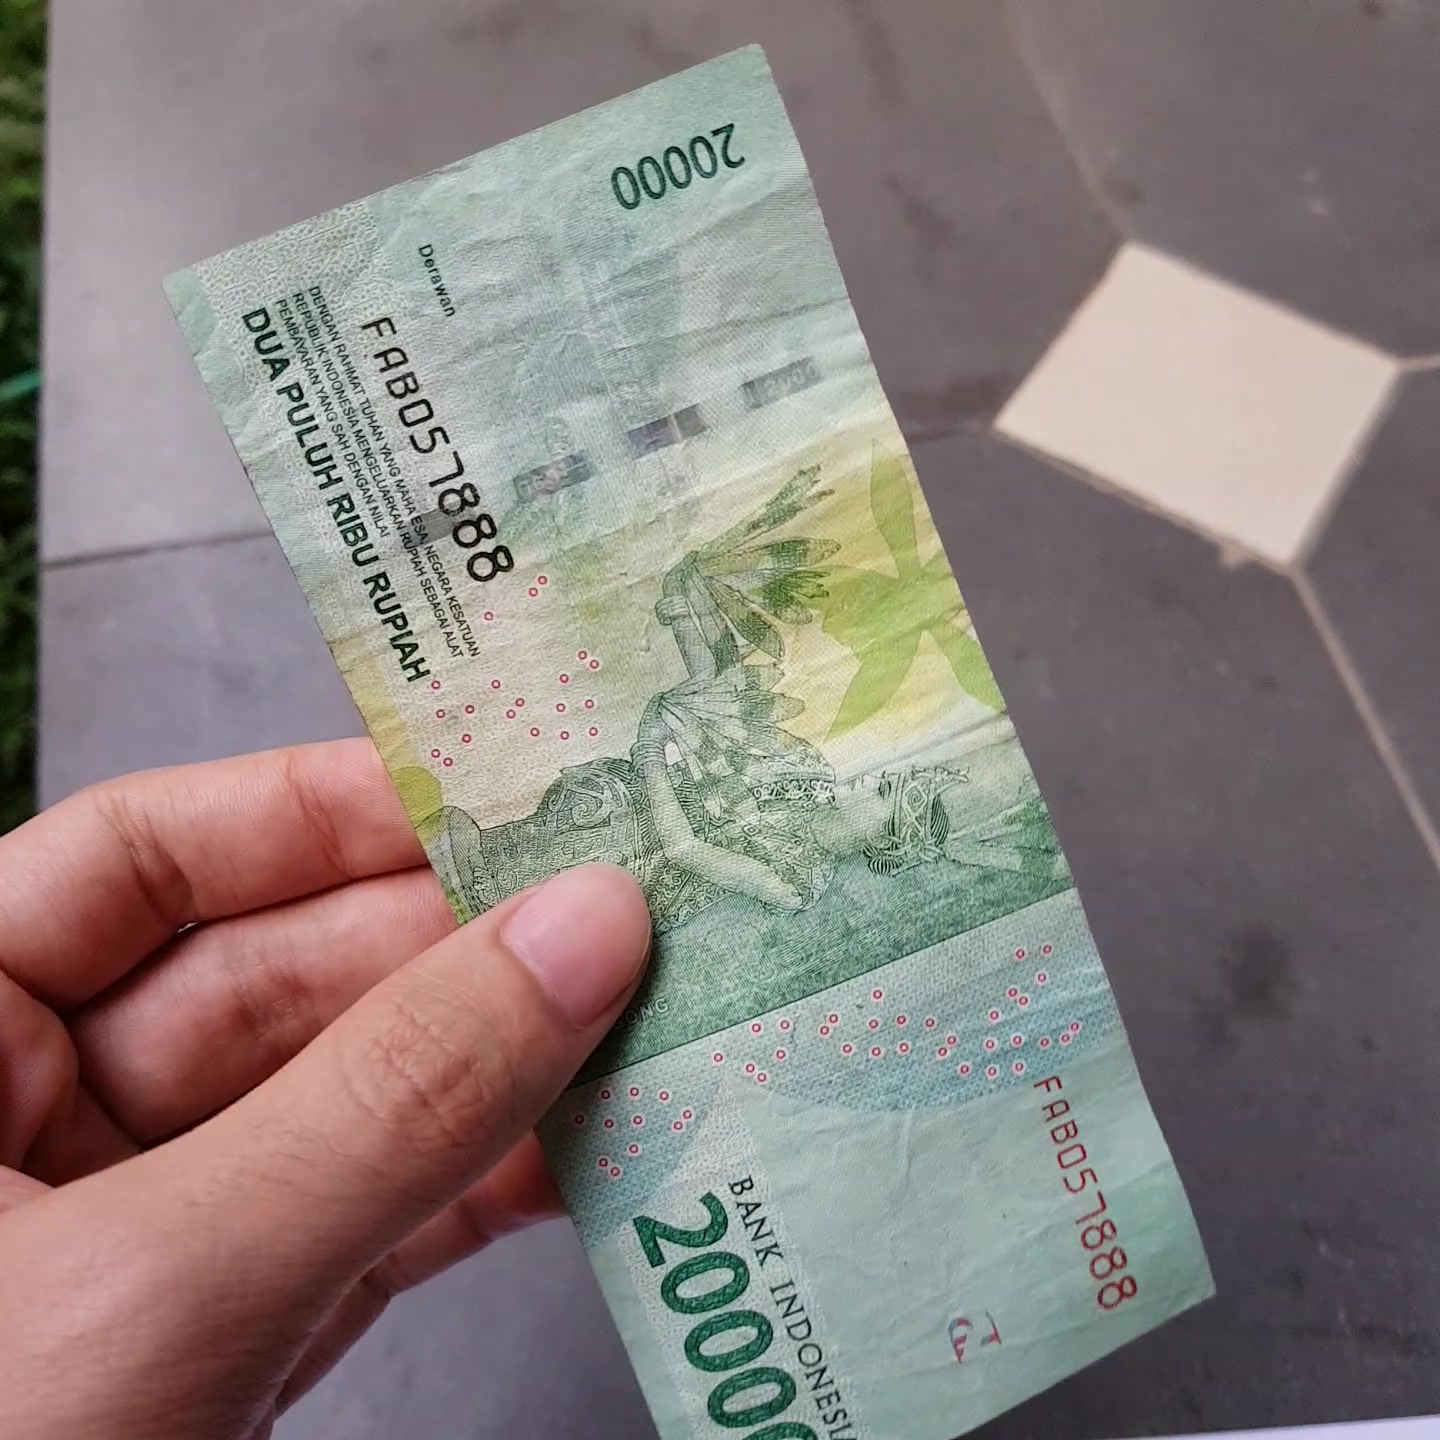 20000
Derawan
FAB057888
DENGAN RAHMAT TUHAN YANG MAHA ESA, NEGARA KESATUAN
REPUBLIK INDONESIA MENGELUARKAN RUPIAH SEBAGAI ALAT
PEMBAYARAN YANG SAH DENGAN NILAI
DUA PULUH RIBU RUPIAH
FAB057888
BANK INDONESIA
20000